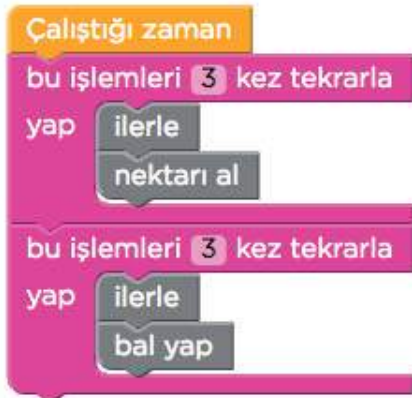 Çalıştığı zaman
bu işlemleri 3 kez tekrarla
yap ilerle
nektarı al
bu işlemleri 3 kez tekrarla
yap ilerle
bal yap